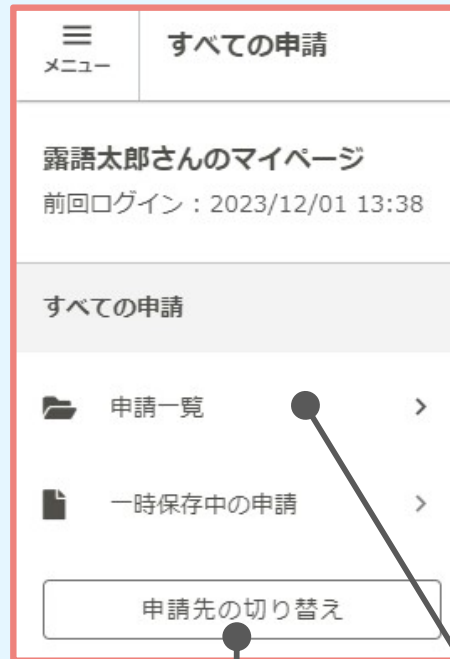 メニュー
すべての申請
露語太郎さんのマイページ
前回ログイン：2023/12/01 13:38
すべての申請
申請一覧
一時保存中の申請
申請先の切り替え